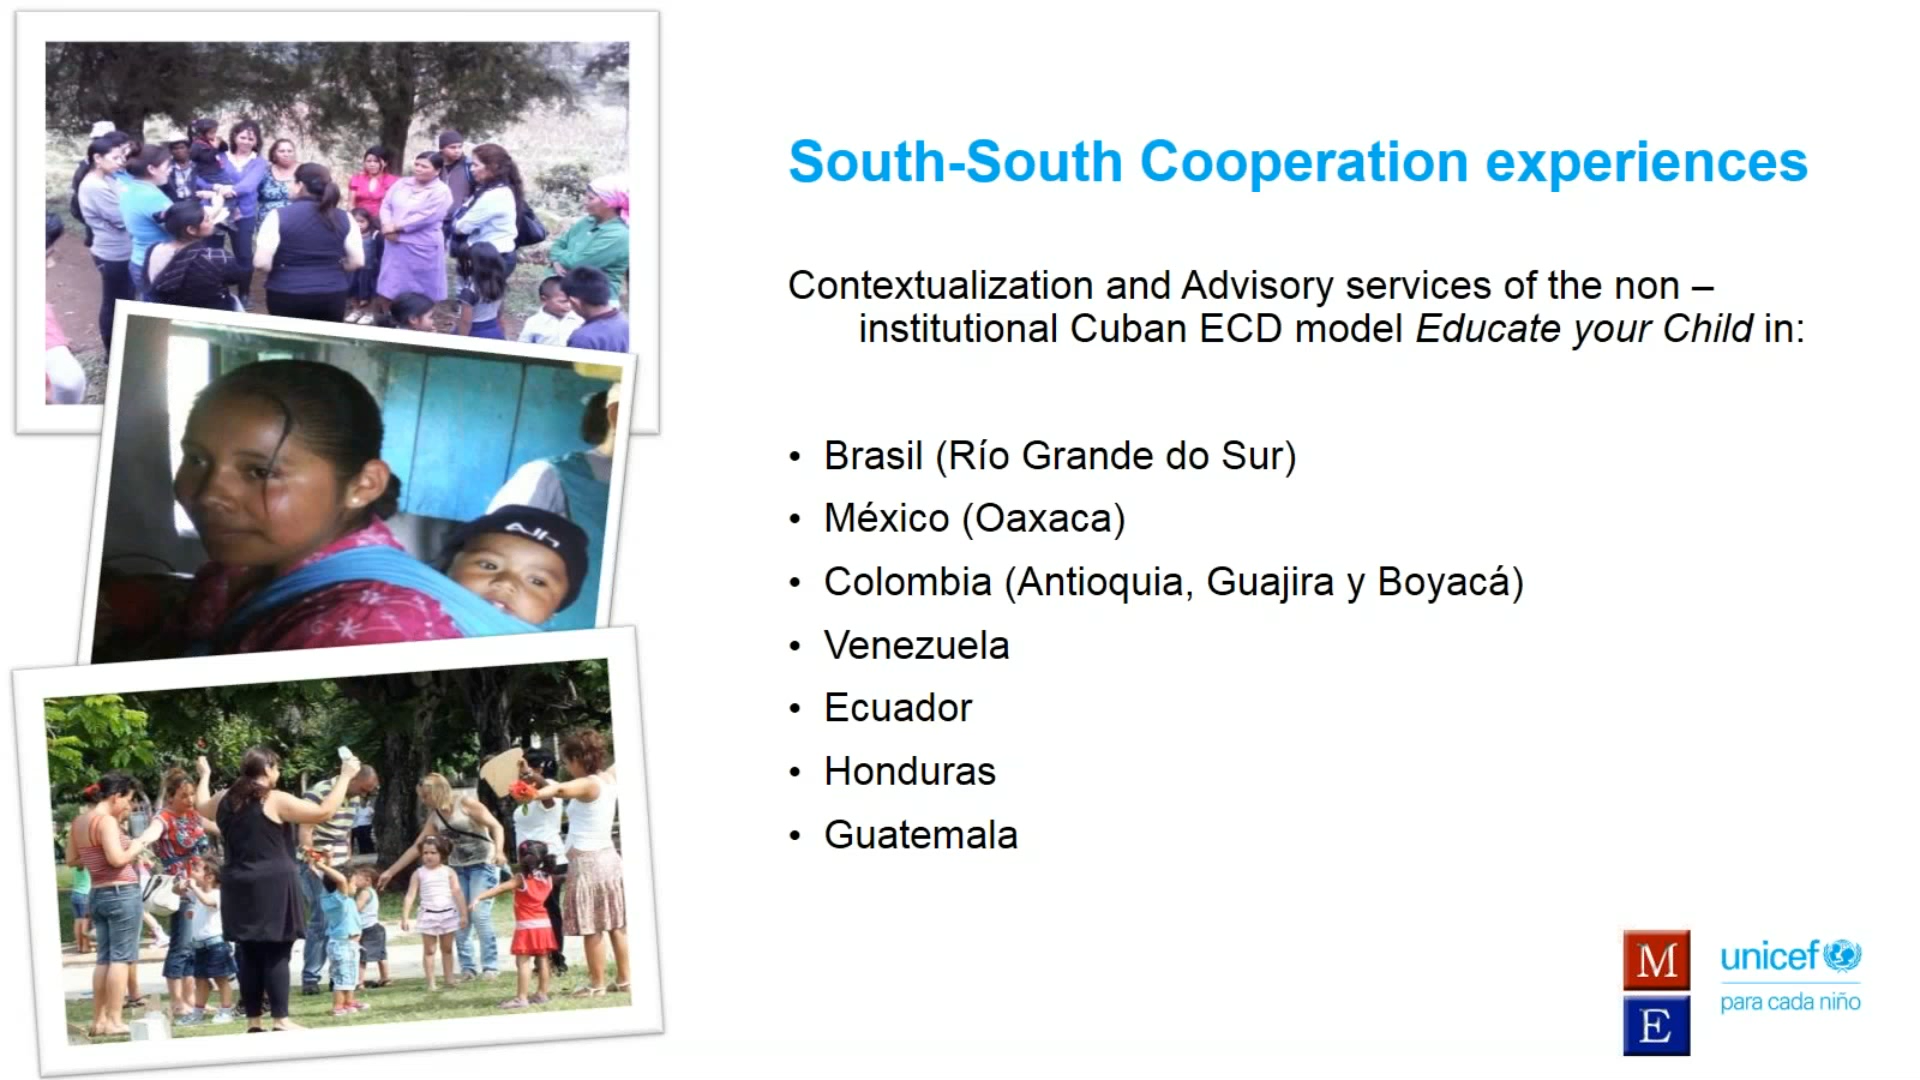 South-South Cooperation experiences
Contextualization and Advisory services of the non –
institutional Cuban ECD model Educate your Child in:
• Brasil (Río Grande do Sur)
• México (Oaxaca)
• Colombia (Antioquia, Guajira y Boyacá)
• Venezuela
• Ecuador
• Honduras
• Guatemala
M
E
unicef
para cada niño